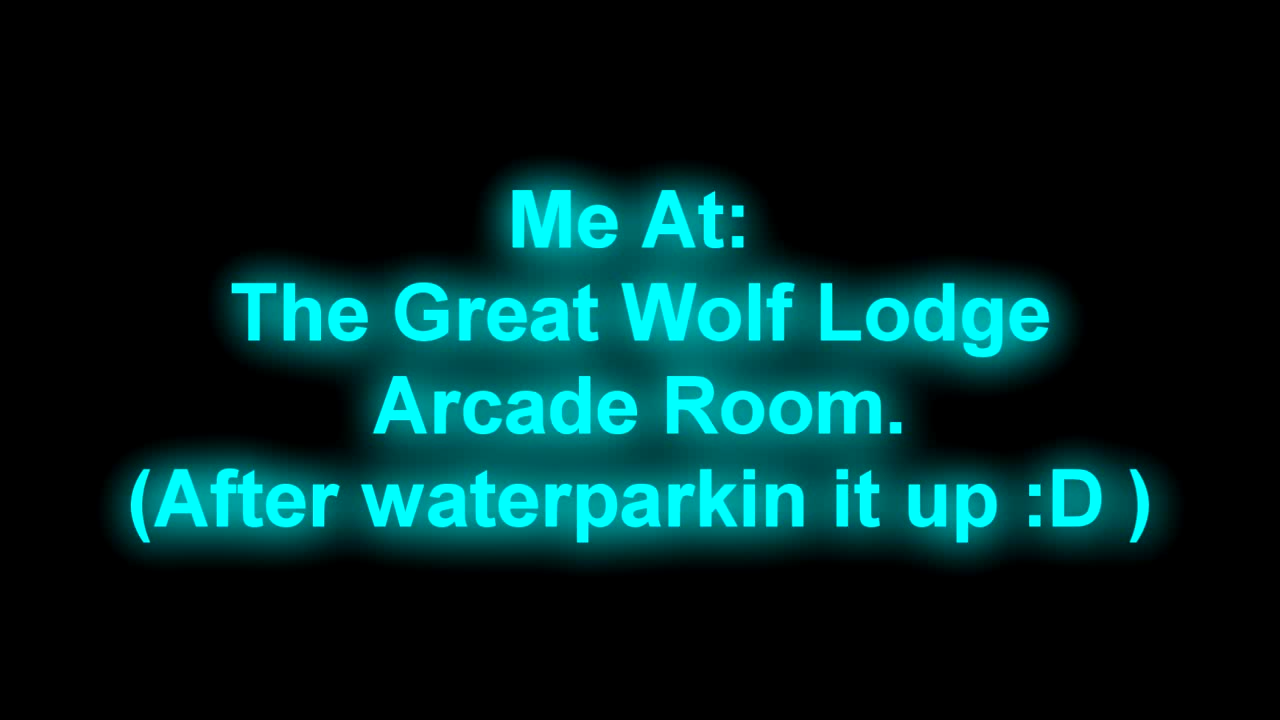 Me At:
The Great Wolf Lodge
Arcade Room.
(After waterparkin it up :D )